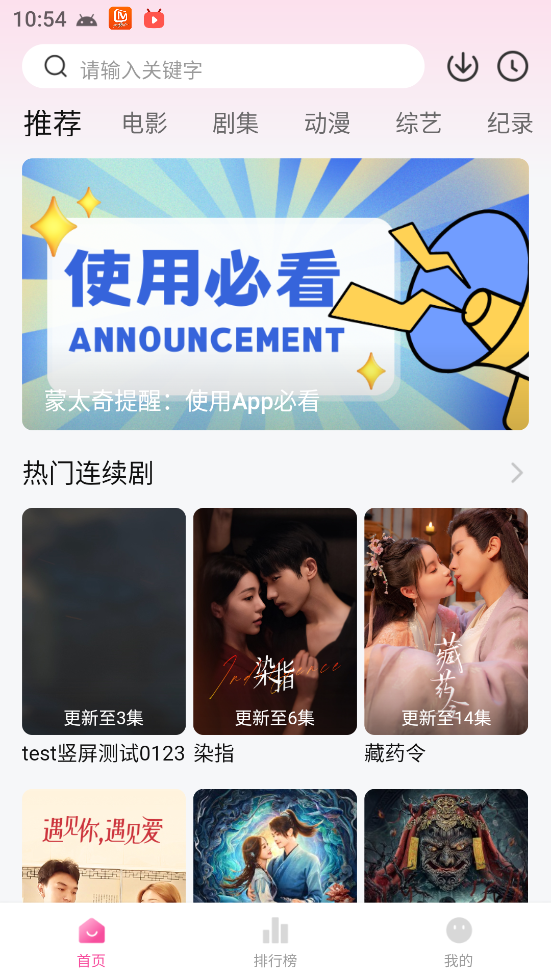 10:54
请输入关键字
推荐 电影 剧集 动漫 综艺 纪录
使用必看
ANNOUNCEMENT
蒙太奇提醒：使用App必看
热门连续剧
更新至3集 更新至6集 更新至14集
染指
藏药令
test竖屏测试0123 染指 藏药令
遇见你,遇见爱
首页 排行榜 我的